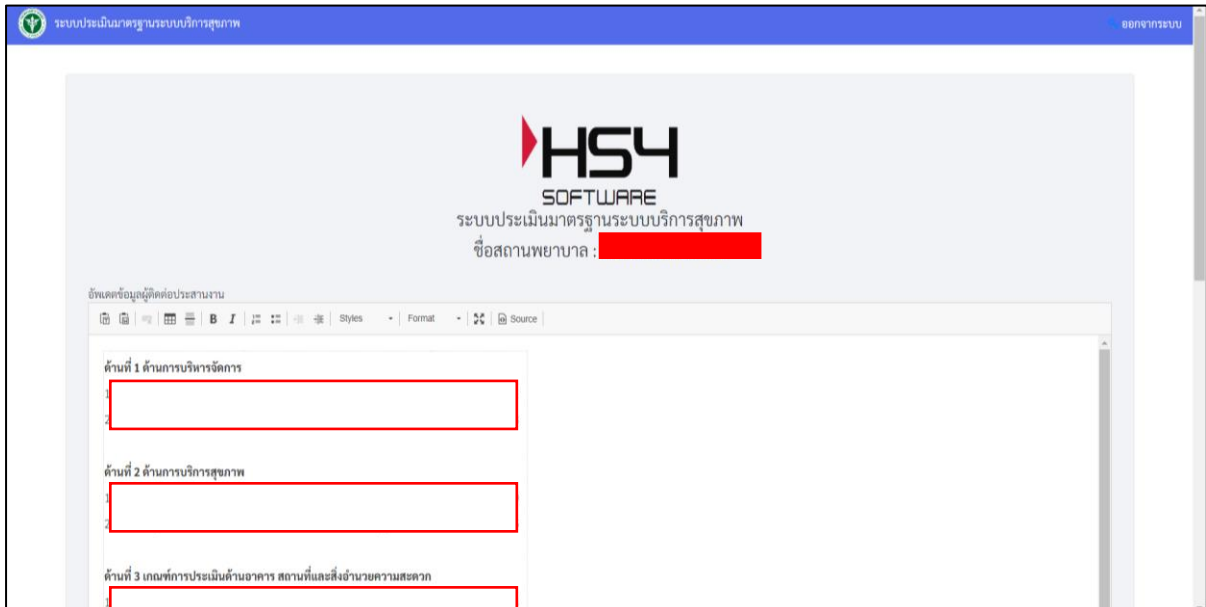 ระบบประเมินมาตรฐานระบบบริการสุขภาพ
ออกจากระบบ
HS4
SOFTWARE
ระบบประเมินมาตรฐานระบบบริการสุขภาพ
ชื่อสถานพยาบาล :
อัพเดตข้อมูลผู้ติดต่อประสานงาน
B I Styles Format Source
ด้านที่ 1 ด้านการบริหารจัดการ
1
2
ด้านที่ 2 ด้านการบริการสุขภาพ
1
2
ด้านที่ 3 เกณฑ์การประเมินด้านอาคาร สถานที่และสิ่งอำนวยความสะดวก
1